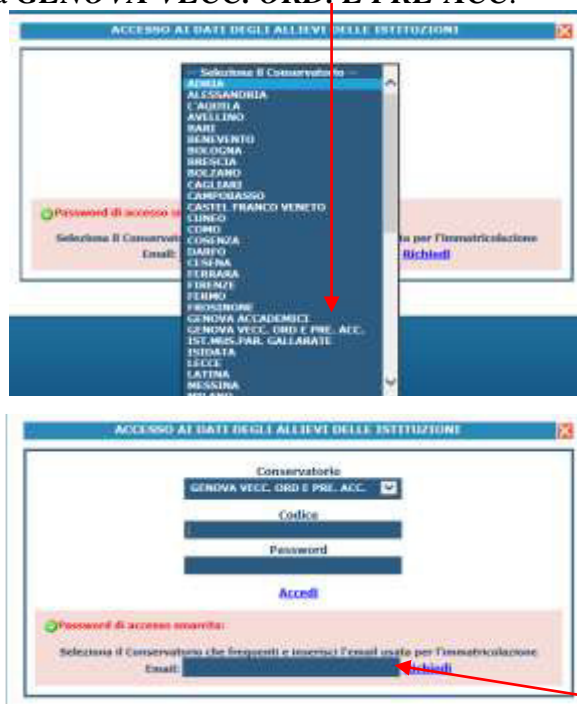 GENOVA VECC. ORD. E PRE-ACC.
ACCESSO AI DATI DEGLI ALLIEVI DELLE ISTITUZIONI
-- Seleziona Il Conservatorio --
ADRIA
ALESSANDRIA
L'AQUILA
AVELLINO
BARI
BENEVENTO
BOLOGNA
BRESCIA
BOLZANO
CAGLIARI
CAMPOBASSO
CASTEL FRANCO VENETO
CUNEO
COMO
COSENZA
DARFO
CESENA
FERRARA
FIRENZE
FERMO
FROSINONE
GENOVA ACCADEMICI
GENOVA VECC. ORD E PRE. ACC.
IST.MUS.PAR. GALLARATE
ISIDATA
LECCE
LATINA
MESSINA
MILANO
Password di accesso
Seleziona Il per l'immatricolazione
Email: Richiedi
ACCESSO AI DATI DEGLI ALLIEVI DELLE ISTITUZIONI
Conservatorio
GENOVA VECC. ORD E PRE. ACC.
Codice
Password
Accedi
Password di accesso smarrita:
Seleziona il Conservatorio che frequenti e inserisci l'email usata per l'immatricolazione
Email: Richiedi